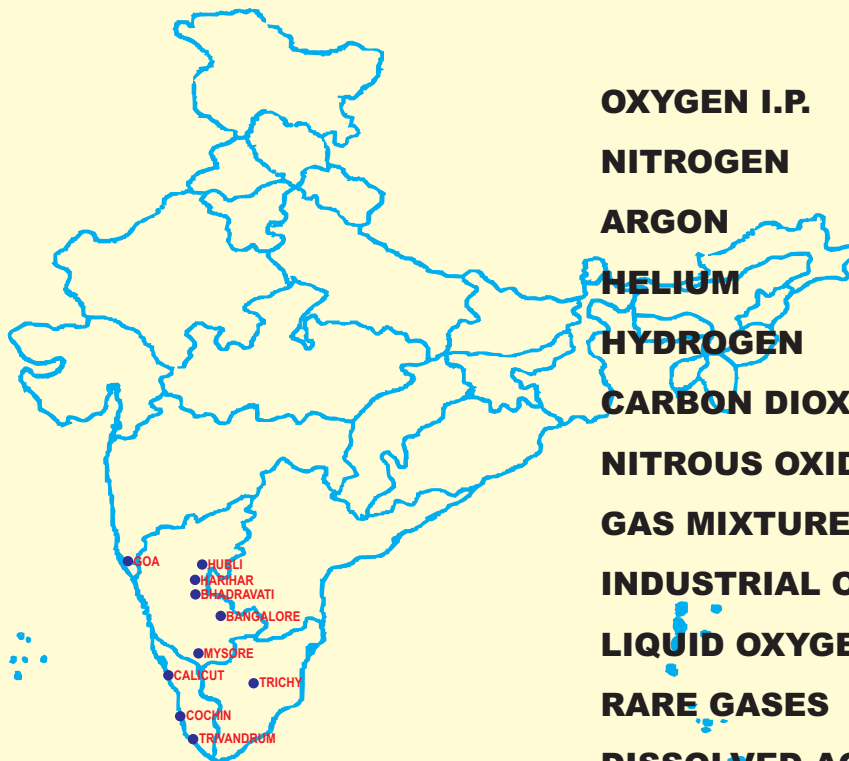 OXYGEN I.P.
NITROGEN
ARGON
HELIUM
HYDROGEN
CARBON DIOX
NITROUS OXID
GAS MIXTURE
INDUSTRIAL
LIQUID OXYGE
RARE GASES
GOA
HUBLI
HARIHAR
BHADRAVATI
BANGALORE
MYSORE
CALICUT
TRICHY
COCHIN
TRIVANDRUM